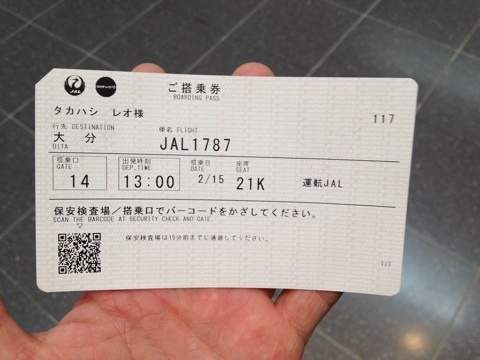 JAL oneworld
ご搭乗券
BOARDING PASS
タカハシ レオ様
117
行先 DESTINATION 便名 FLIGHT
大分 JAL1787
OITA
搭乗口 出発時刻 搭乗日 座席
GATE DEP.TIME DATE SEAT
14 13:00 2/15 21K 運航JAL
保安検査場/搭乗口でバーコードをかざしてください。
SCAN THE BARCODE AT SECURITY CHECK AND GATE.
保安検査場は15分前までに通過してください。